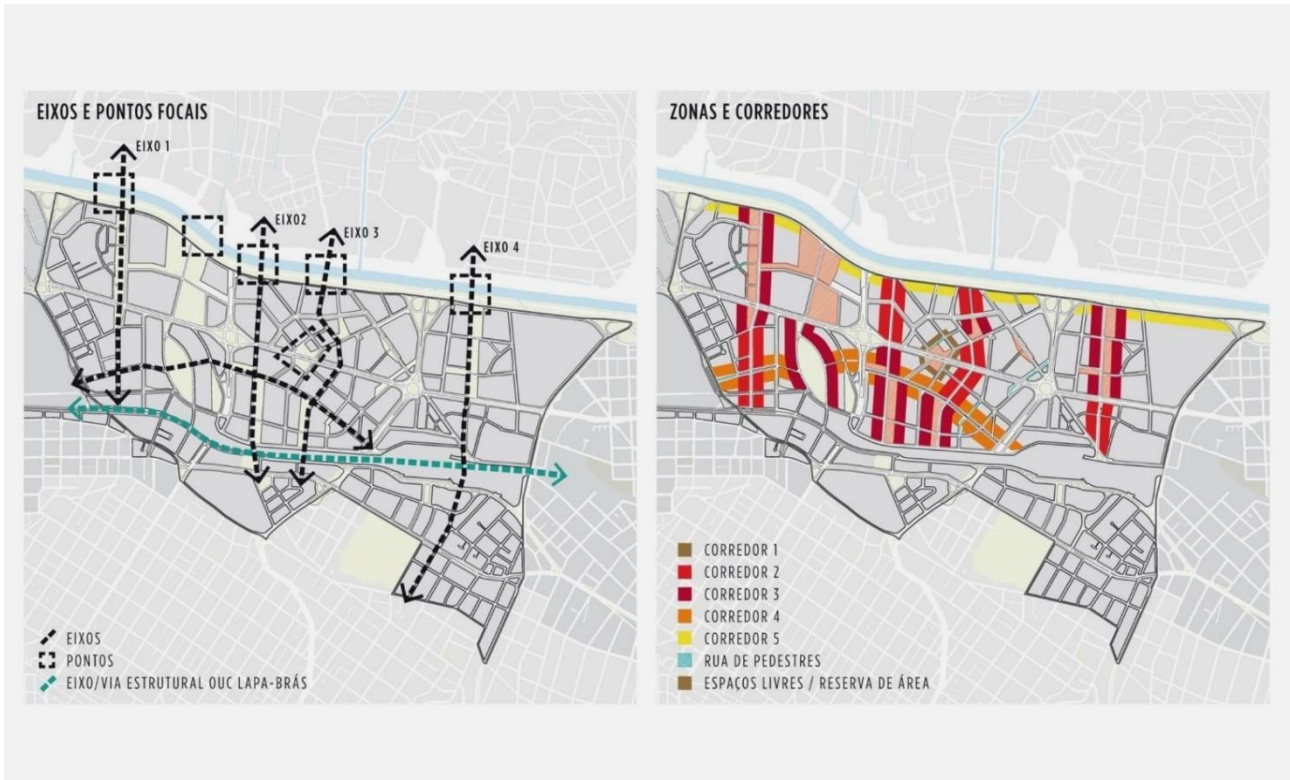 EIXOS E PONTOS FOCAIS
EIXO 1
EIXO2
EIXO 3
EIXO 4
EIXOS
PONTOS
EIXO/VIA ESTRUTURAL OUC LAPA-BRÁS
ZONAS E CORREDORES
CORREDOR 1
CORREDOR 2
CORREDOR 3
CORREDOR 4
CORREDOR 5
RUA DE PEDESTRES
ESPAÇOS LIVRES / RESERVA DE ÁREA